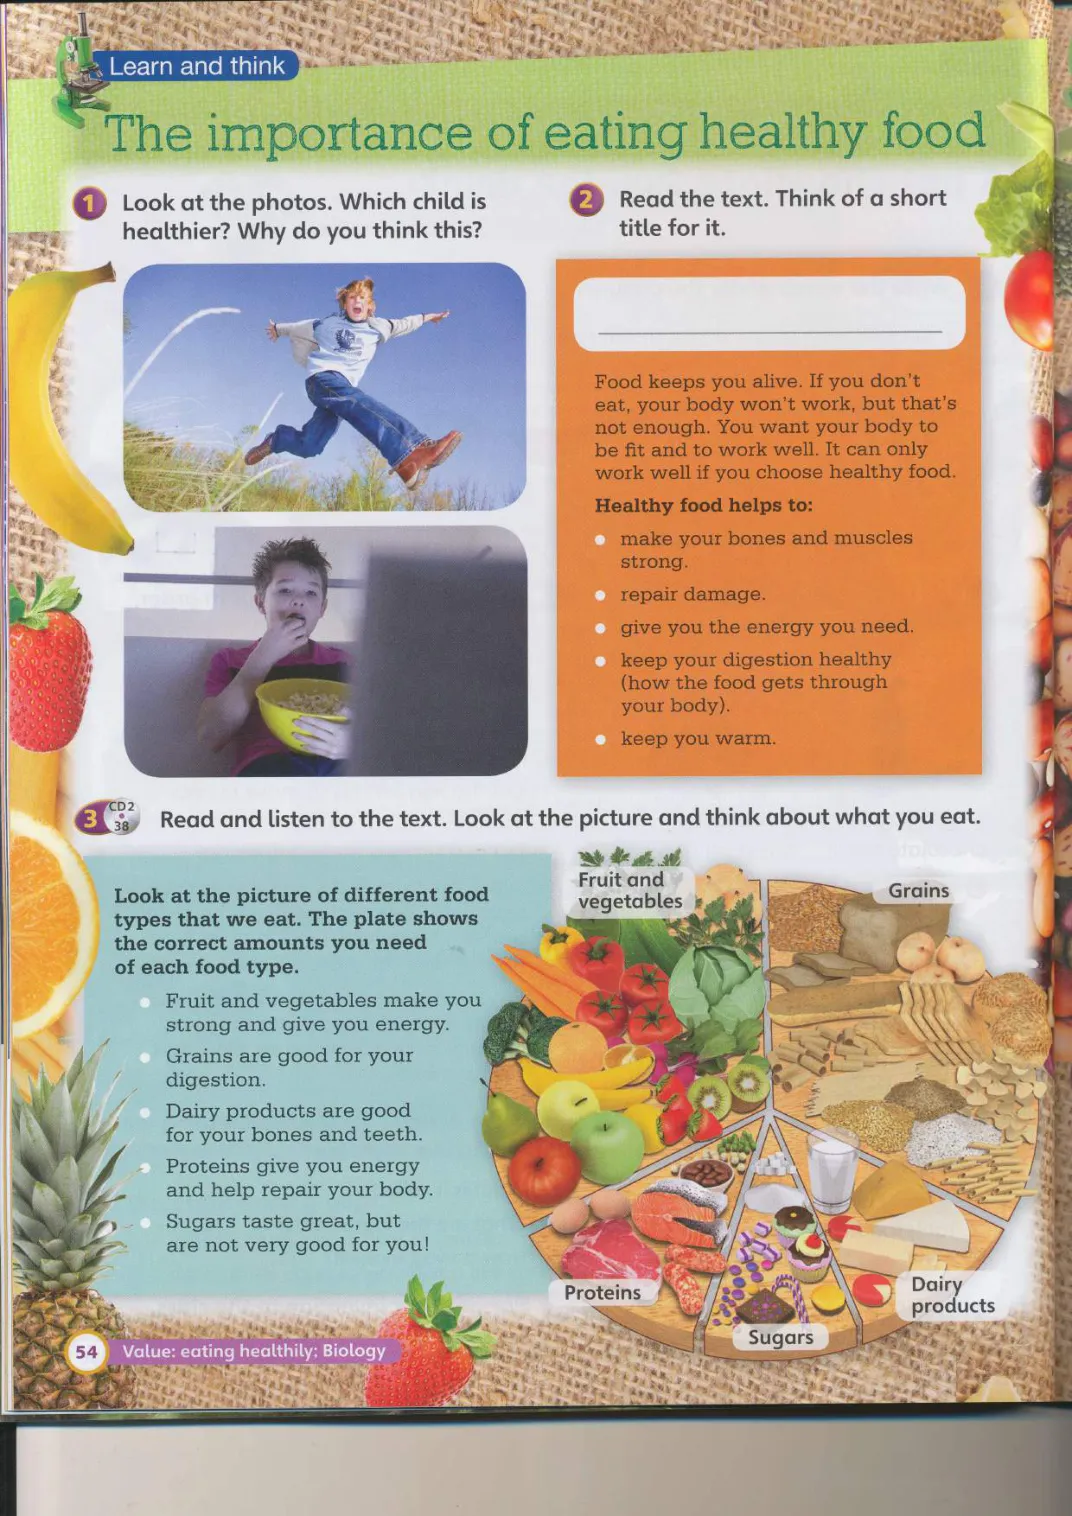 Learn and think
The importance of eating healthy food
1 Look at the photos. Which child is
healthier? Why do you think this?
2 Read the text. Think of a short
title for it.
Food keeps you alive. If you don't
eat, your body won't work, but that's
not enough. You want your body to
be fit and to work well. It can only
work well if you choose healthy food.
Healthy food helps to:
• make your bones and muscles
strong.
• repair damage.
• give you the energy you need.
• keep your digestion healthy
(how the food gets through
your body).
• keep you warm.
3 CD2
38
Read and listen to the text. Look at the picture and think about what you eat.
Look at the picture of different food
types that we eat. The plate shows
the correct amounts you need
of each food type.
• Fruit and vegetables make you
strong and give you energy.
• Grains are good for your
digestion.
• Dairy products are good
for your bones and teeth.
• Proteins give you energy
and help repair your body.
• Sugars taste great, but
are not very good for you!
Fruit and
vegetables
Grains
Proteins
Sugars
Dairy
products
54 Value: eating healthily; Biology